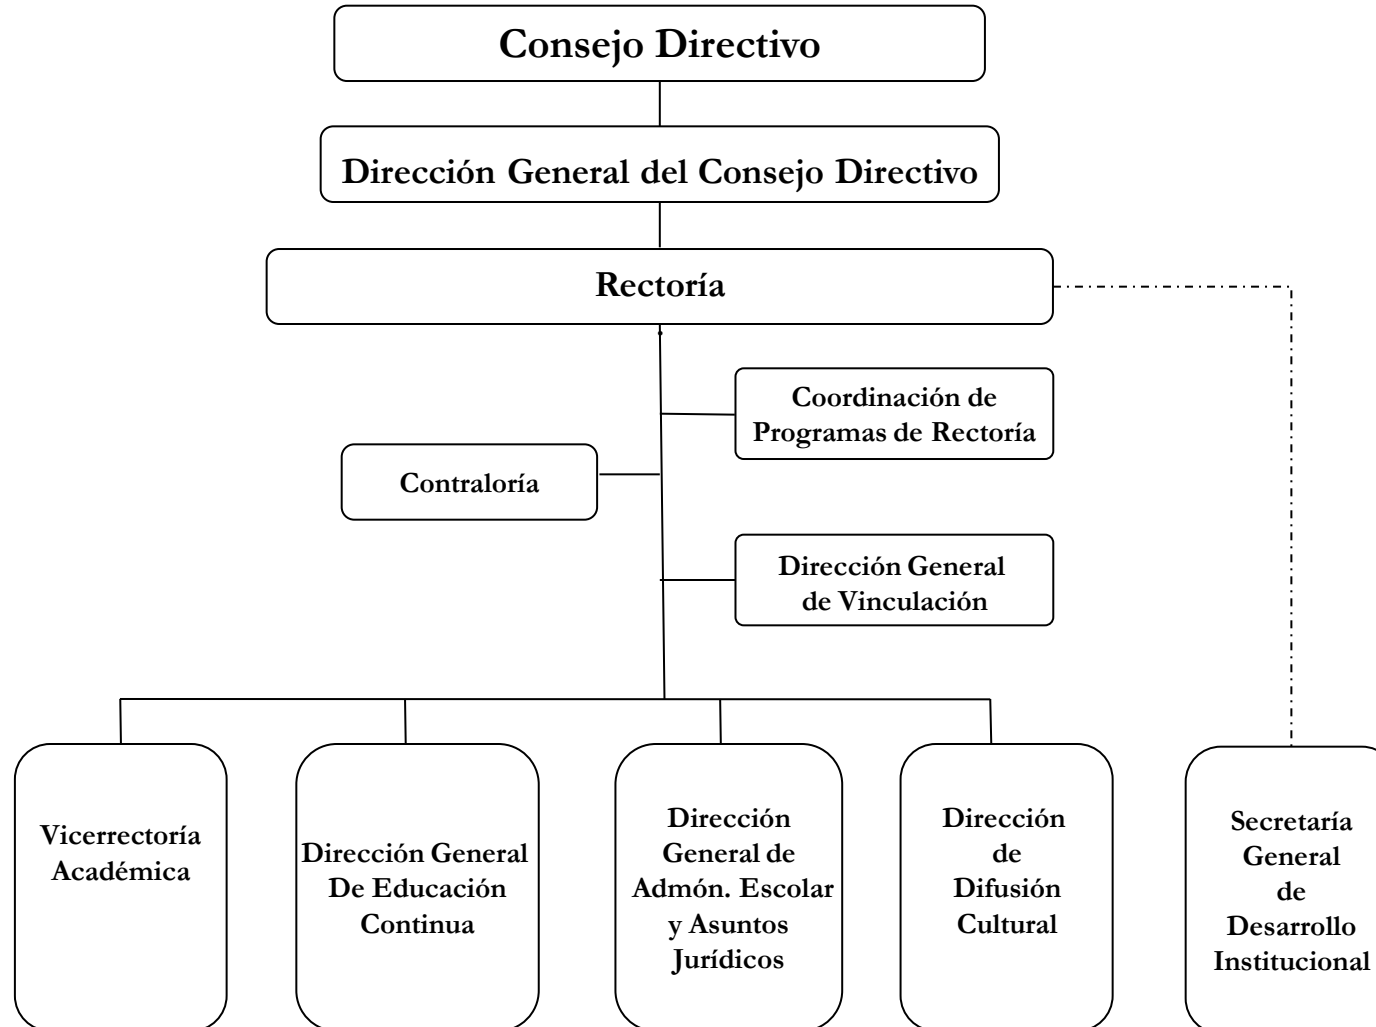 Consejo Directivo
Dirección General del Consejo Directivo
Rectoría
Coordinación de
Programas de Rectoría
Contraloría
Dirección General
de Vinculación
Vicerrectoría
Académica
Dirección General
De Educación
Continua
Dirección
General de
Admón. Escolar
y Asuntos
Jurídicos
Dirección
de
Difusión
Cultural
Secretaría
General
de
Desarrollo
Institucional